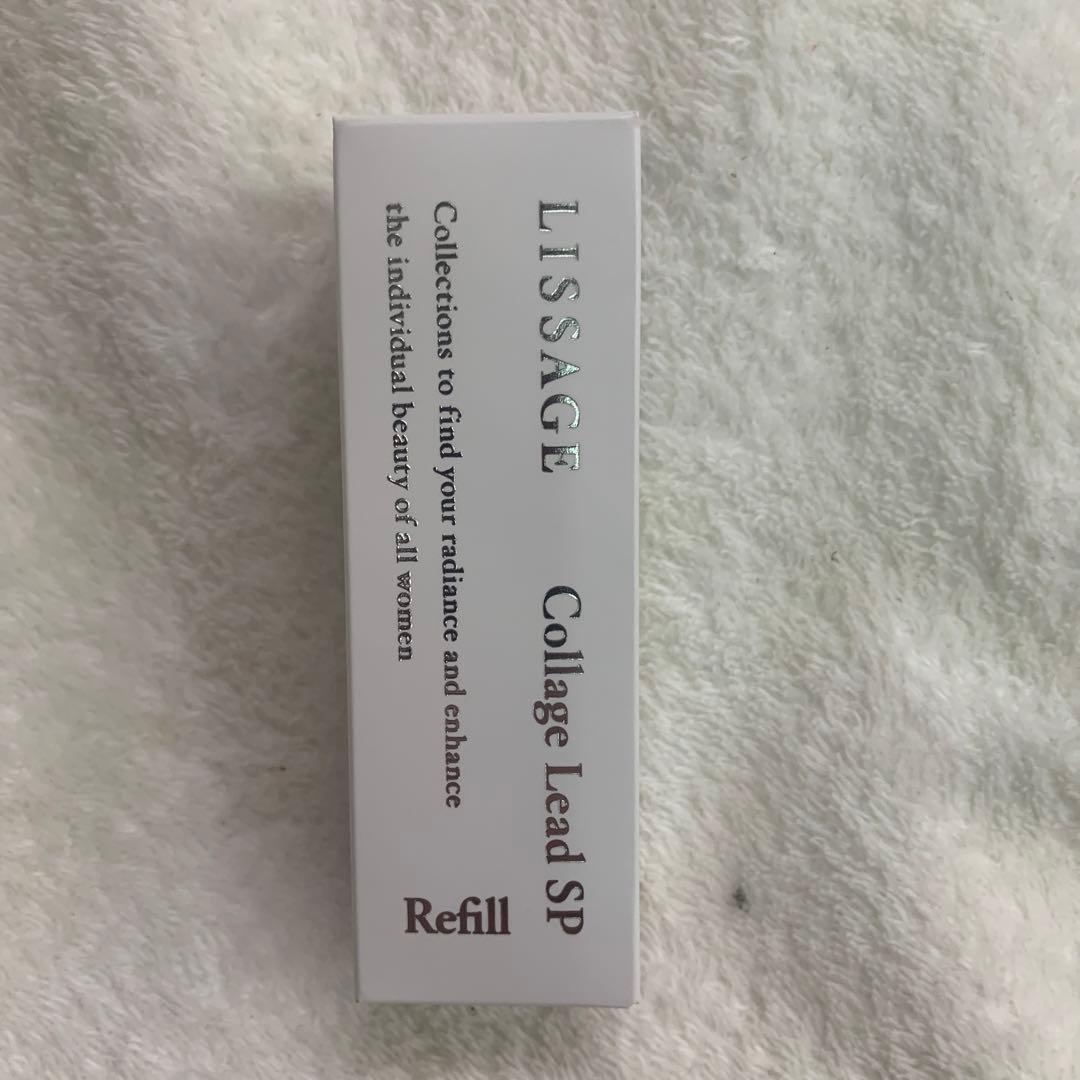 LISSAGE Collage Lead SP
Collections to find your radiance and enhance
the individual beauty of all women
Refill